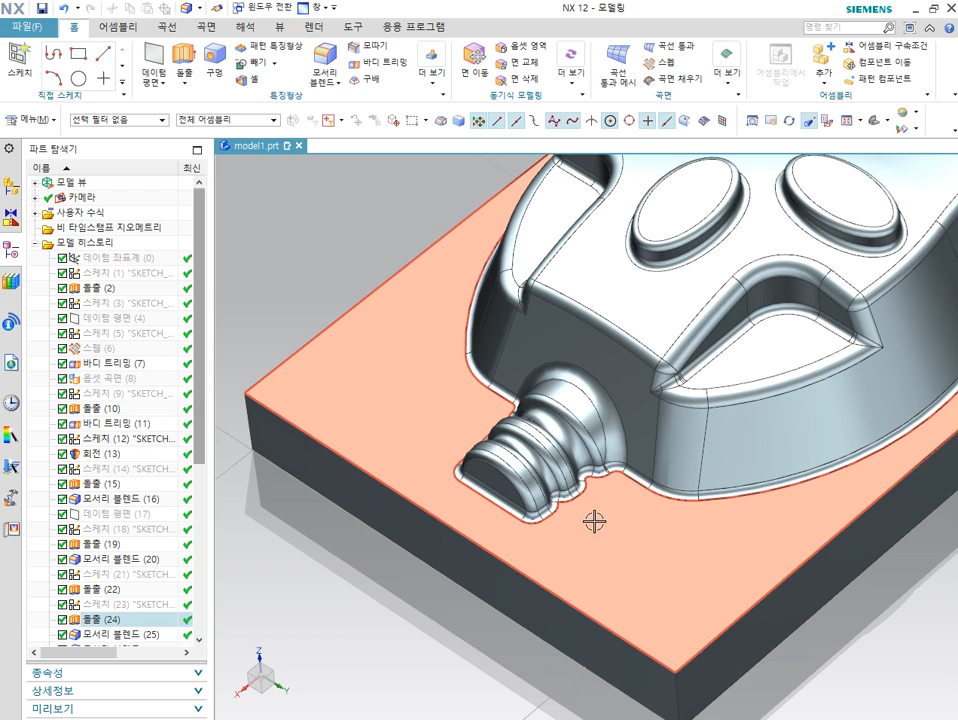 NX
윈도우 전환
창
NX 12 - 모델링
SIEMENS
파일(F)
홈
어셈블리
곡선
곡면
해석
뷰
렌더
도구
응용 프로그램
명령 찾기
스케치
직접 스케치
데이텀
평면
돌출
구멍
패턴 특징형상
빼기
셸
모서리
블렌드
모따기
바디 트리밍
구배
더 보기
특징형상
면 이동
옵셋 영역
면 교체
면 삭제
더 보기
동기식 모델링
곡선
통과 메시
곡선 통과
스웹
곡면 채우기
더 보기
곡면
어셈블리에서
작업
추가
어셈블리 구속조건
컴포넌트 이동
패턴 컴포넌트
어셈블리
메뉴(M)
선택 필터 없음
전체 어셈블리
파트 탐색기
model1.prt
이름
최신
모델 뷰
카메라
사용자 수식
비 타임스탬프 지오메트리
모델 히스토리
데이텀 좌표계 (0)
스케치 (1) "SKETCH_...
돌출 (2)
스케치 (3) "SKETCH_...
데이텀 평면 (4)
스케치 (5) "SKETCH_...
스웹 (6)
바디 트리밍 (7)
옵셋 곡면 (8)
스케치 (9) "SKETCH_...
돌출 (10)
바디 트리밍 (11)
스케치 (12) "SKETCH...
회전 (13)
스케치 (14) "SKETCH...
돌출 (15)
모서리 블렌드 (16)
데이텀 평면 (17)
스케치 (18) "SKETCH...
돌출 (19)
모서리 블렌드 (20)
스케치 (21) "SKETCH...
돌출 (22)
스케치 (23) "SKETCH...
돌출 (24)
모서리 블렌드 (25)
종속성
상세정보
미리보기
Z
X
Y